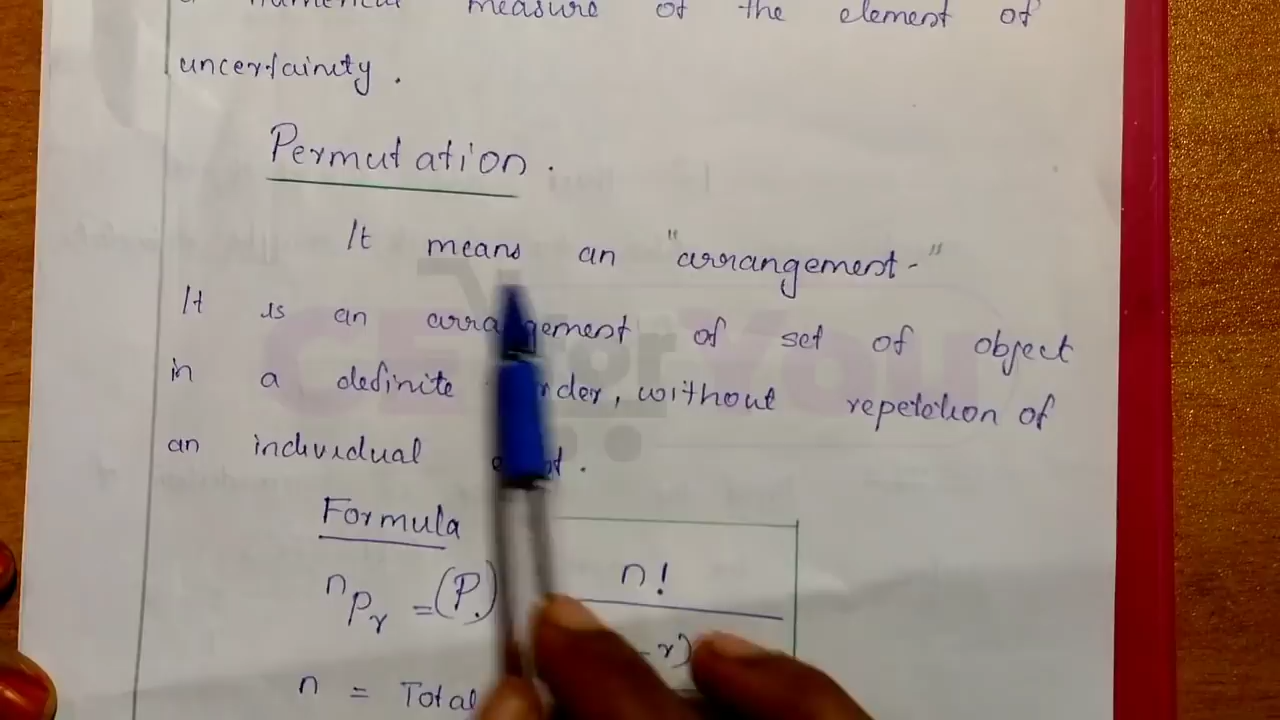 numerical measure of the element of
uncertainity.
Permutation.
It means an "arrangement-"
It is an arrangement of set of object
in a definite order, without repetetion of
an individual
Formula
nPr = (P.) n!
- r)
n = Total